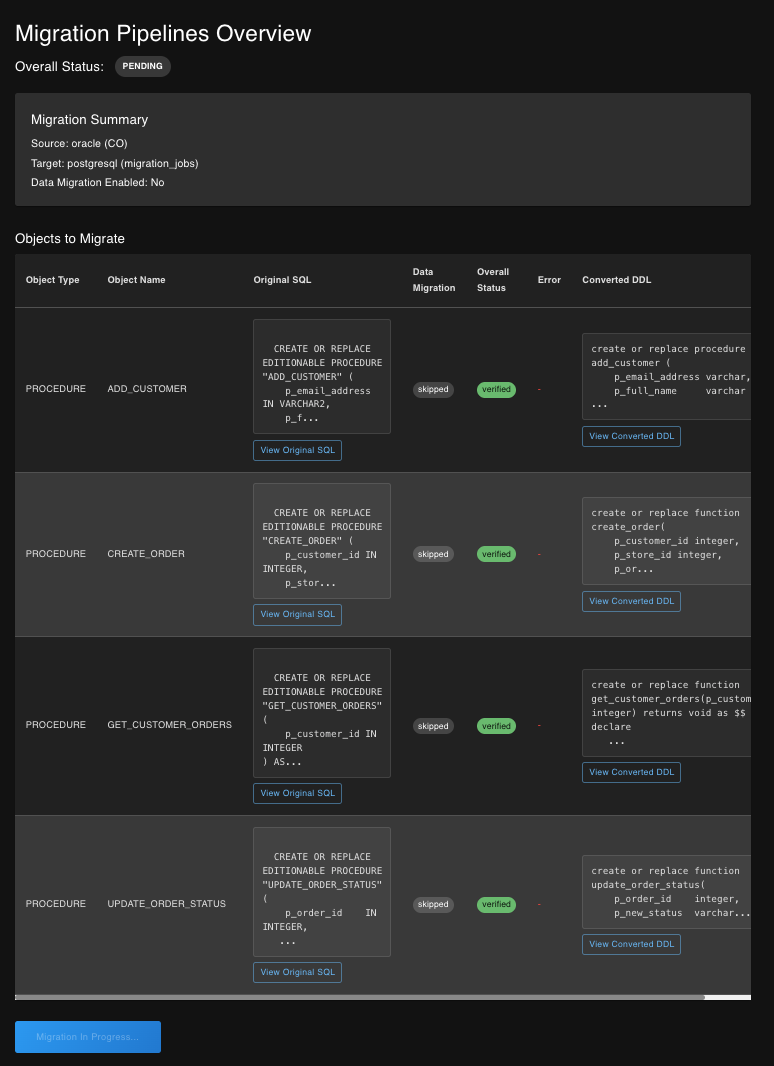 Migration Pipelines Overview
Overall Status: PENDING
Migration Summary
Source: oracle (CO)
Target: postgresql (migration_jobs)
Data Migration Enabled: No
Objects to Migrate
Object Type Object Name Original SQL Data Migration Overall Status Error Converted DDL
PROCEDURE ADD_CUSTOMER
CREATE OR REPLACE
EDITIONABLE PROCEDURE
"ADD_CUSTOMER" (
p_email_address
IN VARCHAR2,
p_f...
View Original SQL
skipped verified -
create or replace procedure
add_customer (
p_email_address varchar,
p_full_name varchar
...
View Converted DDL
PROCEDURE CREATE_ORDER
CREATE OR REPLACE
EDITIONABLE PROCEDURE
"CREATE_ORDER" (
p_customer_id IN
INTEGER,
p_stor...
View Original SQL
skipped verified -
create or replace function
create_order(
p_customer_id integer,
p_store_id integer,
p_or...
View Converted DDL
PROCEDURE GET_CUSTOMER_ORDERS
CREATE OR REPLACE
EDITIONABLE PROCEDURE
"GET_CUSTOMER_ORDERS"
(
p_customer_id IN
INTEGER
) AS...
View Original SQL
skipped verified -
create or replace function
get_customer_orders(p_custom
integer) returns void as $$
declare
...
View Converted DDL
PROCEDURE UPDATE_ORDER_STATUS
CREATE OR REPLACE
EDITIONABLE PROCEDURE
"UPDATE_ORDER_STATUS"
(
p_order_id IN
INTEGER,
...
View Original SQL
skipped verified -
create or replace function
update_order_status(
p_order_id integer,
p_new_status varchar...
View Converted DDL
Migration In Progress...